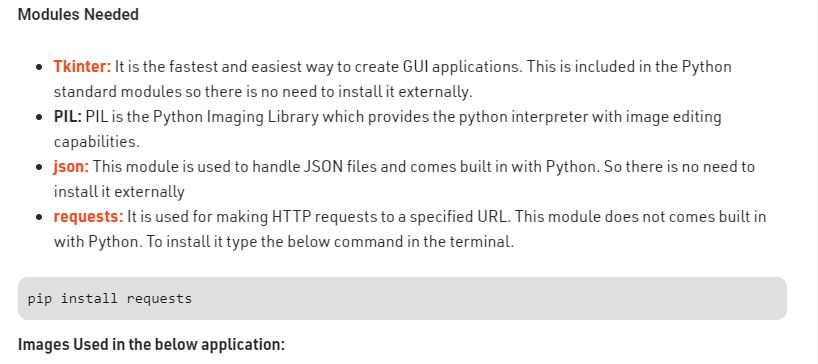 Modules Needed
Tkinter: It is the fastest and easiest way to create GUI applications. This is included in the Python
standard modules so there is no need to install it externally.
PIL: PIL is the Python Imaging Library which provides the python interpreter with image editing
capabilities.
json: This module is used to handle JSON files and comes built in with Python. So there is no need to
install it externally
requests: It is used for making HTTP requests to a specified URL. This module does not comes built in
with Python. To install it type the below command in the terminal.
pip install requests
Images Used in the below application: